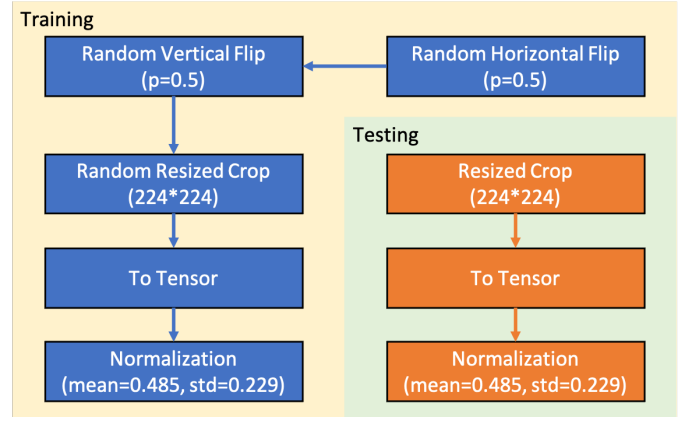 Training
Random Vertical Flip
(p=0.5)
Random Horizontal Flip
(p=0.5)
Random Resized Crop
(224*224)
To Tensor
Normalization
(mean=0.485, std=0.229)
Testing
Resized Crop
(224*224)
To Tensor
Normalization
(mean=0.485, std=0.229)